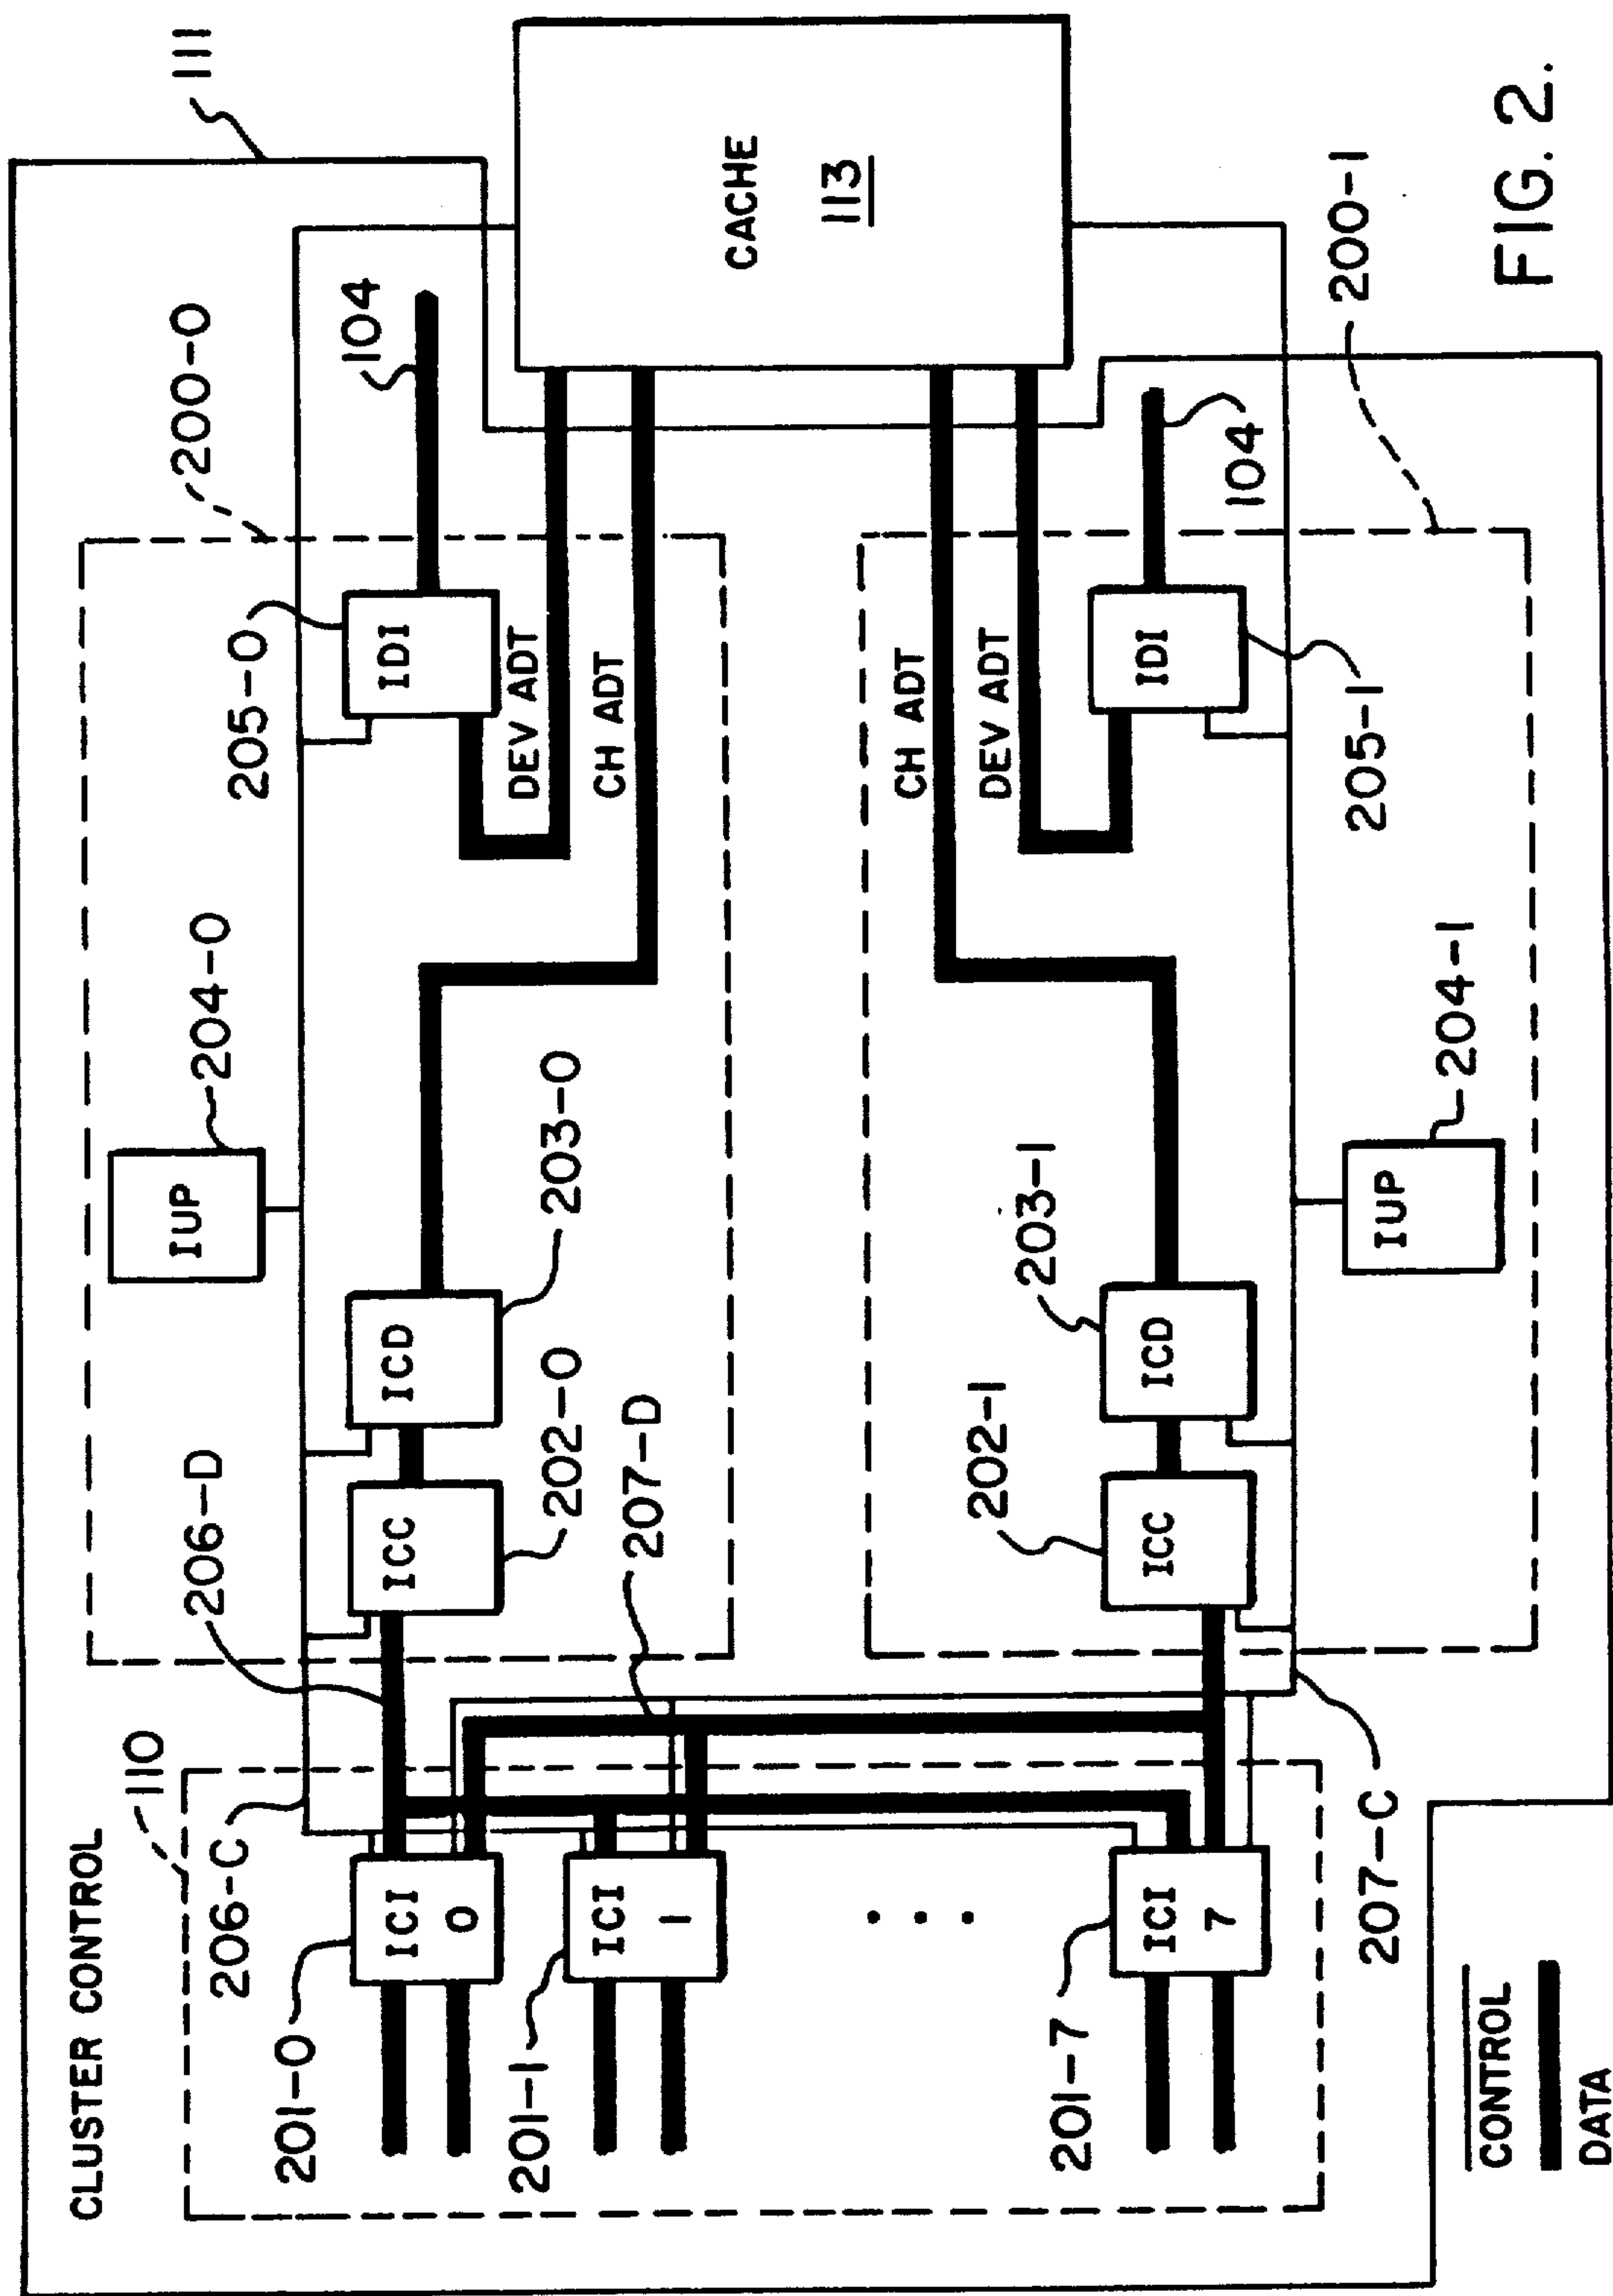 CLUSTER CONTROL
110
206-C
206-D
204-0
205-0
200-0
111
201-0
ICI
0
ICC
202-0
ICD
203-0
IUP
IDI
104
DEV ADT
CH ADT
207-D
201-1
ICI
1
. . .
CACHE
113
CH ADT
DEV ADT
201-7
ICI
7
202-1
ICC
203-1
ICD
IDI
104
207-C
IUP
204-1
205-1
200-1
CONTROL
DATA
FIG. 2.